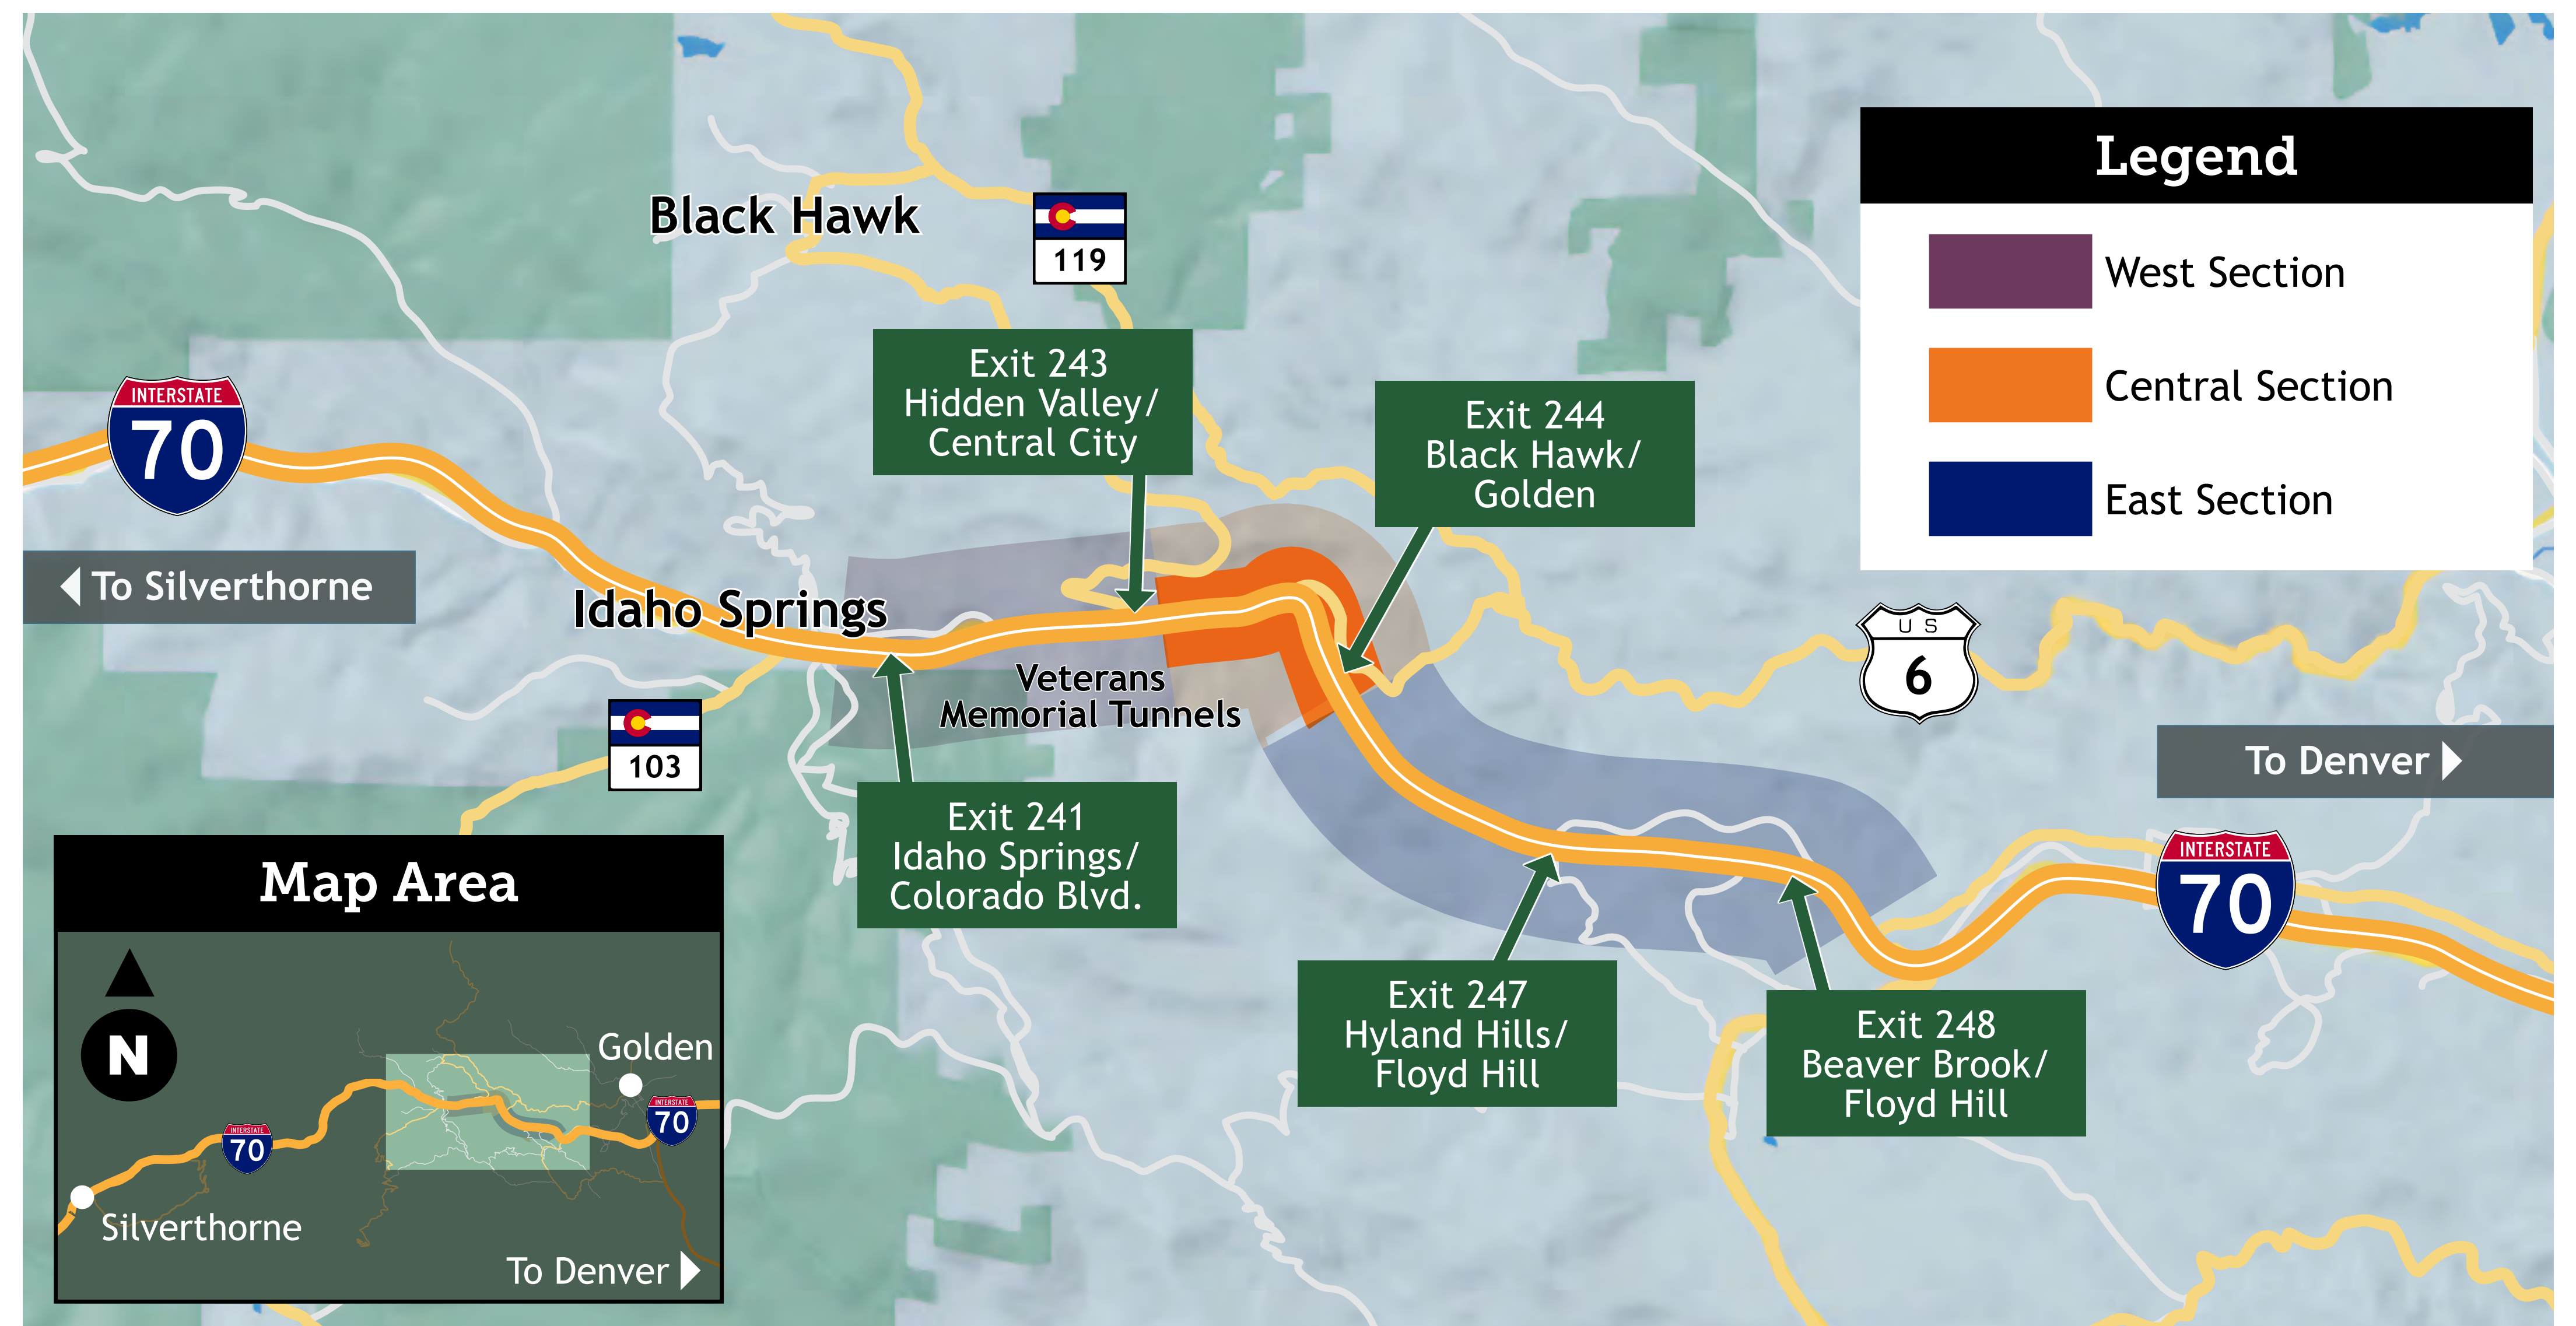 Legend
West Section
Central Section
East Section
Black Hawk
119
Exit 243
Hidden Valley/
Central City
Exit 244
Black Hawk/
Golden
INTERSTATE
70
To Silverthorne
Idaho Springs
US
6
Veterans
Memorial Tunnels
103
To Denver
Exit 241
Idaho Springs/
Colorado Blvd.
INTERSTATE
70
Exit 247
Hyland Hills/
Floyd Hill
Exit 248
Beaver Brook/
Floyd Hill
Map Area
N
Golden
INTERSTATE
70
INTERSTATE
70
Silverthorne
To Denver